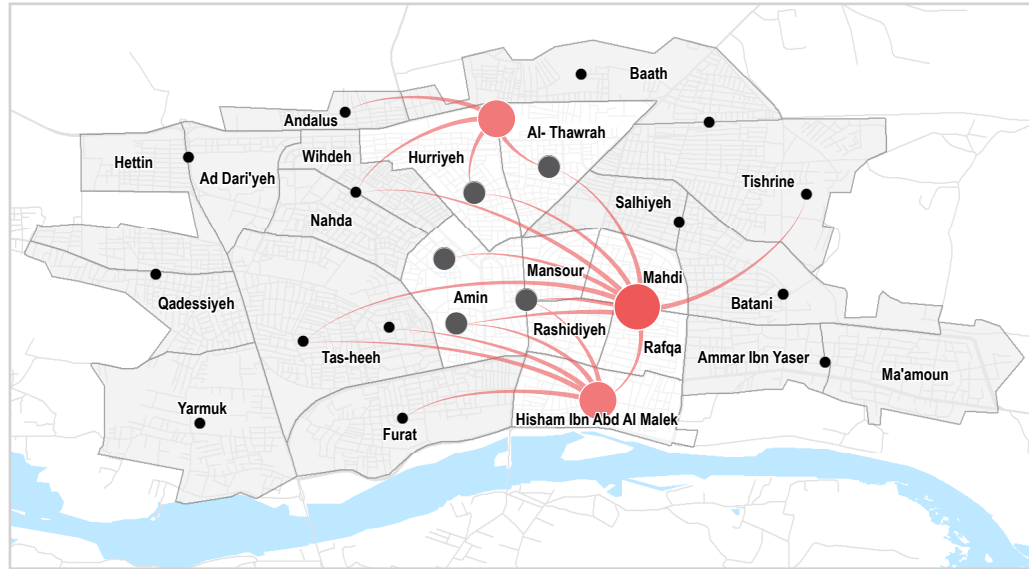 Baath
Andalus
Al- Thawrah
Hettin
Wihdeh
Hurriyeh
Ad Dari'yeh
Tishrine
Nahda
Salhiyeh
Mansour
Mahdi
Qadessiyeh
Amin
Batani
Rashidiyeh
Rafqa
Tas-heeh
Ammar Ibn Yaser
Ma'amoun
Yarmuk
Hisham Ibn Abd Al Malek
Furat